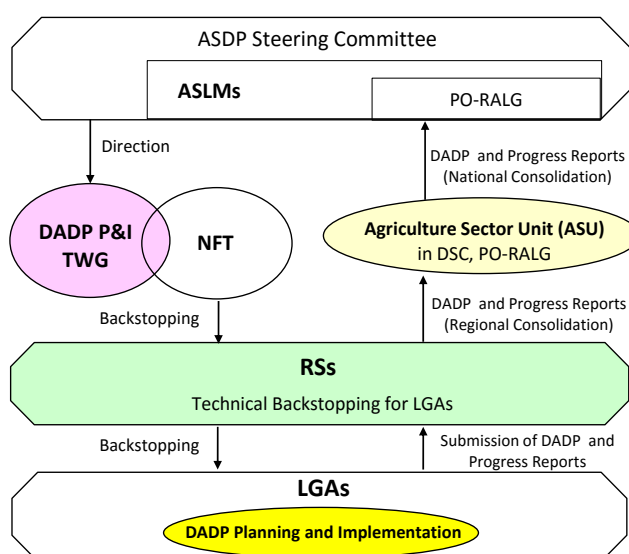 ASDP Steering Committee
ASLMs
PO-RALG
Direction
DADP and Progress Reports
(National Consolidation)
DADP P&I
TWG
NFT
Agriculture Sector Unit (ASU)
in DSC, PO-RALG
Backstopping
DADP and Progress Reports
(Regional Consolidation)
RSs
Technical Backstopping for LGAs
Backstopping
Submission of DADP and
Progress Reports
LGAs
DADP Planning and Implementation